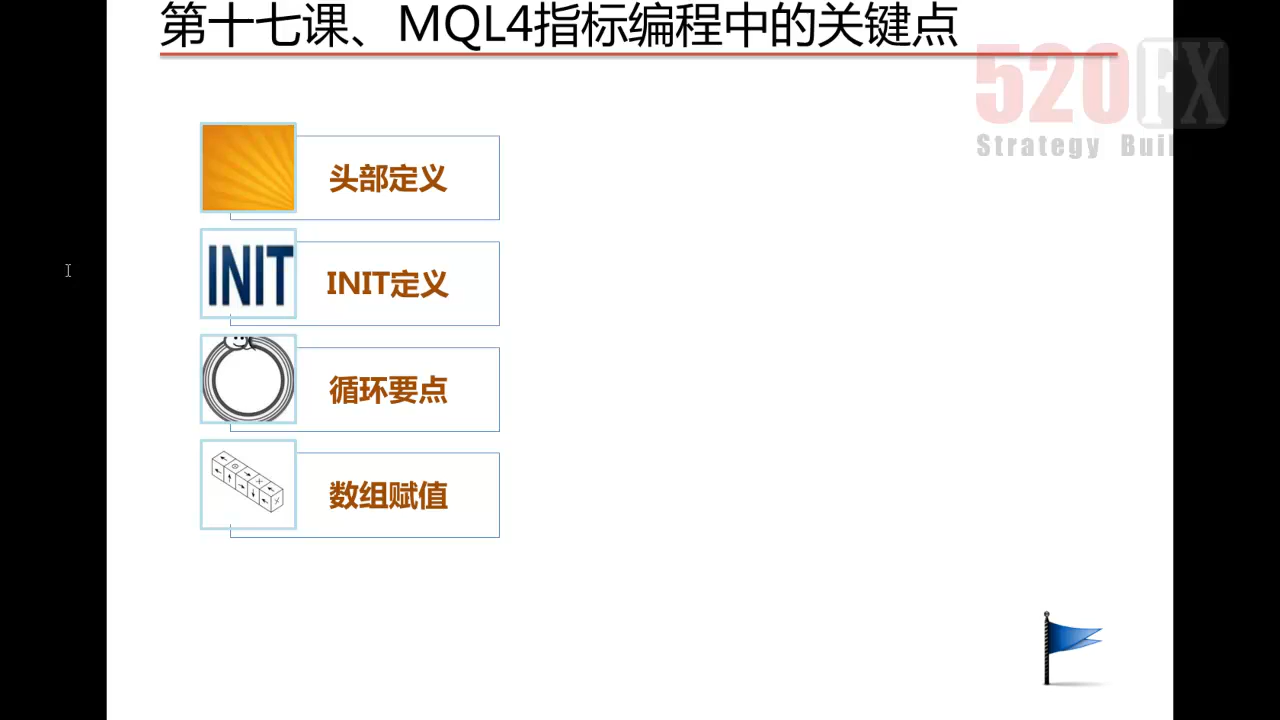 第十七课、MQL4指标编程中的关键点
520FX
Strategy Buil
头部定义
INIT
INIT定义
循环要点
数组赋值